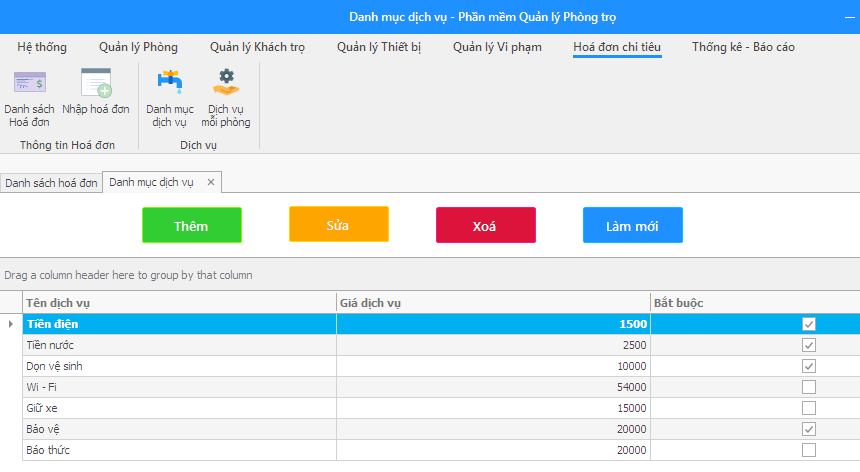 Danh mục dịch vụ - Phần mềm Quản lý Phòng trọ
Hệ thống Quản lý Phòng Quản lý Khách trọ Quản lý Thiết bị Quản lý Vi phạm Hoá đơn chi tiêu Thống kê - Báo cáo
Danh sách Hoá đơn
Nhập hoá đơn
Danh mục dịch vụ
Dịch vụ mỗi phòng
Thông tin Hoá đơn Dịch vụ
Danh sách hoá đơn Danh mục dịch vụ ×
Thêm Sửa Xoá Làm mới
Drag a column header here to group by that column
Tên dịch vụ Giá dịch vụ Bắt buộc
Tiền điện 1500
Tiền nước 2500
Dọn vệ sinh 10000
Wi - Fi 54000
Giữ xe 15000
Bảo vệ 20000
Báo thức 20000